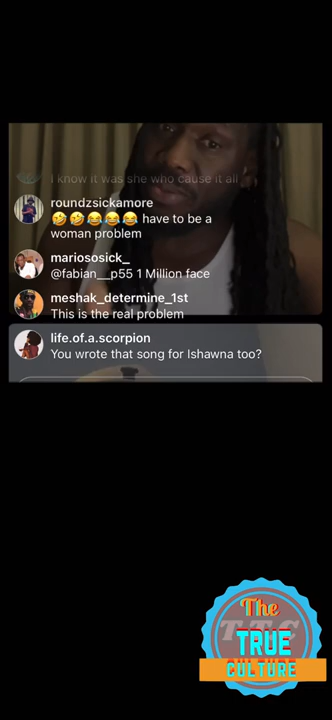 I know it was she who cause it all
roundzsickamore
🤣🤣😂😂😂 have to be a
woman problem
mariososick_
@fabian__p55 1 Million face
meshak_determine_1st
This is the real problem
life.of.a.scorpion
You wrote that song for Ishawna too?
The
T.T.C
TRUE
CULTURE